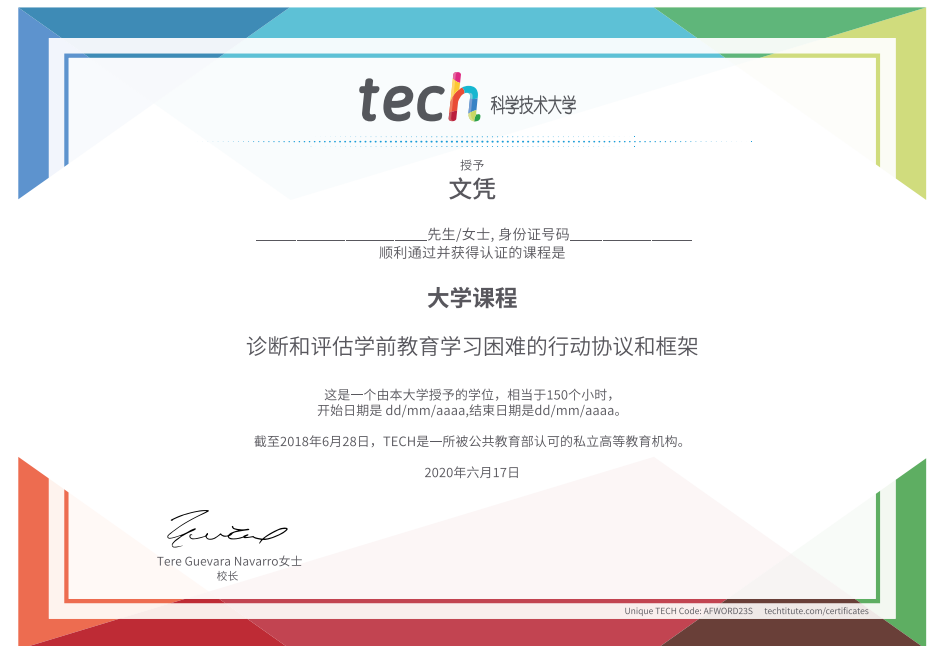 tech 科学技术大学
授予
文凭
______________________先生/女士, 身份证号码________________
顺利通过并获得认证的课程是
大学课程
诊断和评估学前教育学习困难的行动协议和框架
这是一个由本大学授予的学位，相当于150个小时，
开始日期是 dd/mm/aaaa,结束日期是dd/mm/aaaa。
截至2018年6月28日，TECH是一所被公共教育部认可的私立高等教育机构。
2020年六月17日
Tere Guevara Navarro女士
校长
Unique TECH Code: AFWORD23S techtitute.com/certificates